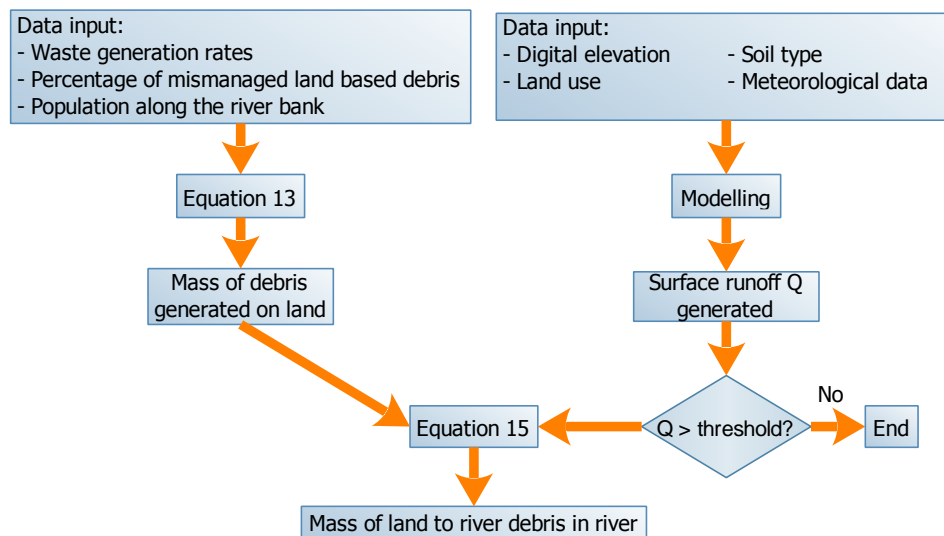 Data input:
- Waste generation rates
- Percentage of mismanaged land based debris
- Population along the river bank
Data input:
- Digital elevation - Soil type
- Land use - Meteorological data
Equation 13
Modelling
Mass of debris
generated on land
Surface runoff Q
generated
No
Equation 15
Q > threshold?
End
Mass of land to river debris in river